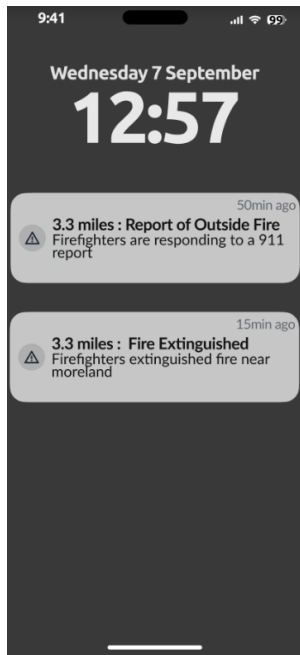 9:41
99
Wednesday 7 September
12:57
50min ago
3.3 miles : Report of Outside Fire
Firefighters are responding to a 911
report
15min ago
3.3 miles : Fire Extinguished
Firefighters extinguished fire near
moreland